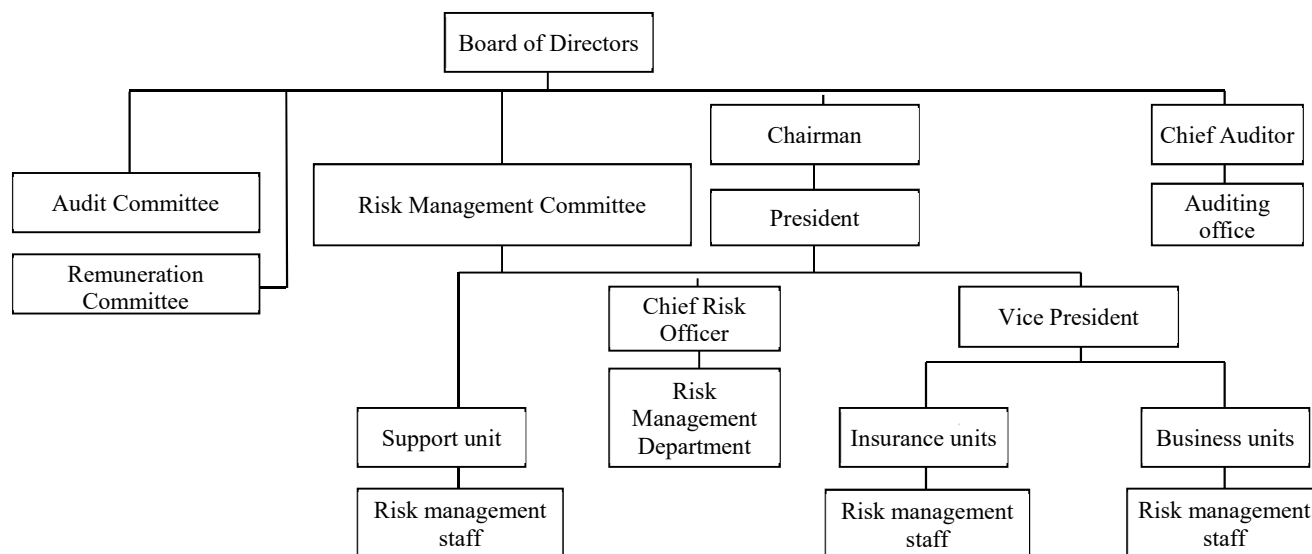 Board of Directors
Chairman
Chief Auditor
Audit Committee
Risk Management Committee
President
Auditing
office
Remuneration
Committee
Chief Risk
Officer
Vice President
Risk
Management
Department
Support unit
Insurance units
Business units
Risk management
staff
Risk management
staff
Risk management
staff